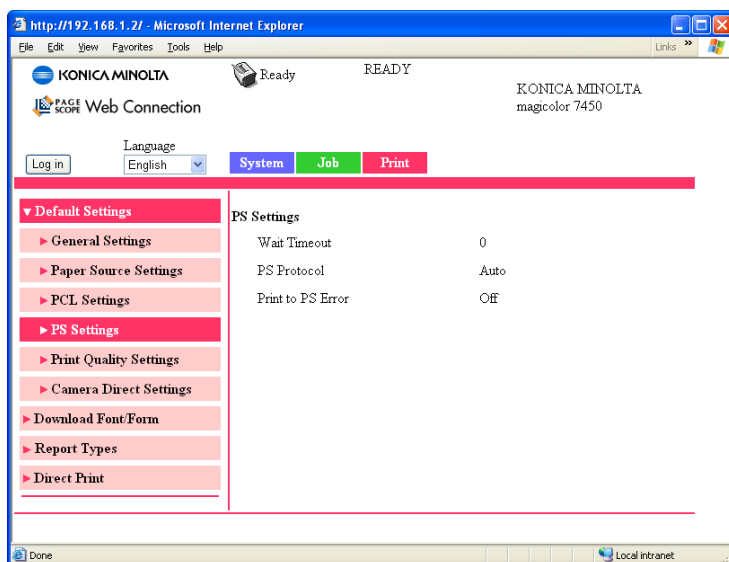 http://192.168.1.2/ - Microsoft Internet Explorer
File Edit View Favorites Tools Help Links »
KONICA MINOLTA
Ready
READY
KONICA MINOLTA
magicolor 7450
PAGE SCOPE Web Connection
Language
Log in
English
System Job Print
Default Settings
General Settings
Paper Source Settings
PCL Settings
PS Settings
Print Quality Settings
Camera Direct Settings
Download Font/Form
Report Types
Direct Print
PS Settings
Wait Timeout 0
PS Protocol Auto
Print to PS Error Off
Done Local intranet